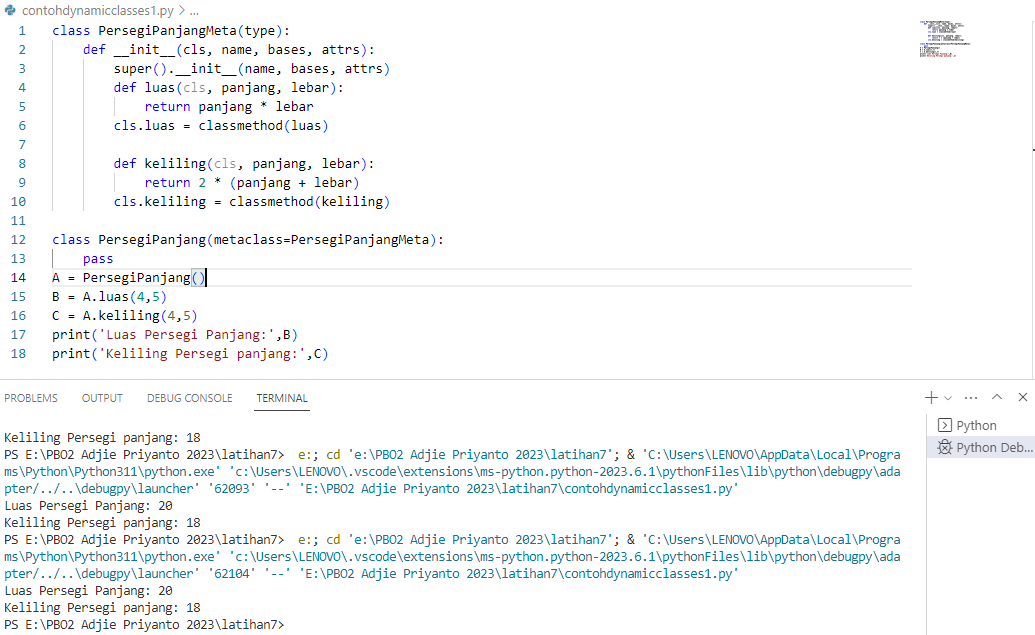 contohdynamicclasses1.py > ...
1 class PersegiPanjangMeta(type):
2     def __init__(cls, name, bases, attrs):
3         super().__init__(name, bases, attrs)
4         def luas(cls, panjang, lebar):
5             return panjang * lebar
6         cls.luas = classmethod(luas)
7
8         def keliling(cls, panjang, lebar):
9             return 2 * (panjang + lebar)
10         cls.keliling = classmethod(keliling)
11
12 class PersegiPanjang(metaclass=PersegiPanjangMeta):
13     pass
14 A = PersegiPanjang()
15 B = A.luas(4,5)
16 C = A.keliling(4,5)
17 print('Luas Persegi Panjang:',B)
18 print('Keliling Persegi panjang:',C)
PROBLEMS OUTPUT DEBUG CONSOLE TERMINAL
Python
Python Deb...
Keliling Persegi panjang: 18
PS E:\PBO2 Adjie Priyanto 2023\latihan7>  e:; cd 'e:\PBO2 Adjie Priyanto 2023\latihan7'; & 'C:\Users\LENOVO\AppData\Local\Progra
ms\Python\Python311\python.exe' 'c:\Users\LENOVO\.vscode\extensions\ms-python.python-2023.6.1\pythonFiles\lib\python\debugpy\ada
pter/../..\debugpy\launcher' '62093' '--' 'E:\PBO2 Adjie Priyanto 2023\latihan7\contohdynamicclasses1.py'
Luas Persegi Panjang: 20
Keliling Persegi panjang: 18
PS E:\PBO2 Adjie Priyanto 2023\latihan7>  e:; cd 'e:\PBO2 Adjie Priyanto 2023\latihan7'; & 'C:\Users\LENOVO\AppData\Local\Progra
ms\Python\Python311\python.exe' 'c:\Users\LENOVO\.vscode\extensions\ms-python.python-2023.6.1\pythonFiles\lib\python\debugpy\ada
pter/../..\debugpy\launcher' '62104' '--' 'E:\PBO2 Adjie Priyanto 2023\latihan7\contohdynamicclasses1.py'
Luas Persegi Panjang: 20
Keliling Persegi panjang: 18
PS E:\PBO2 Adjie Priyanto 2023\latihan7>